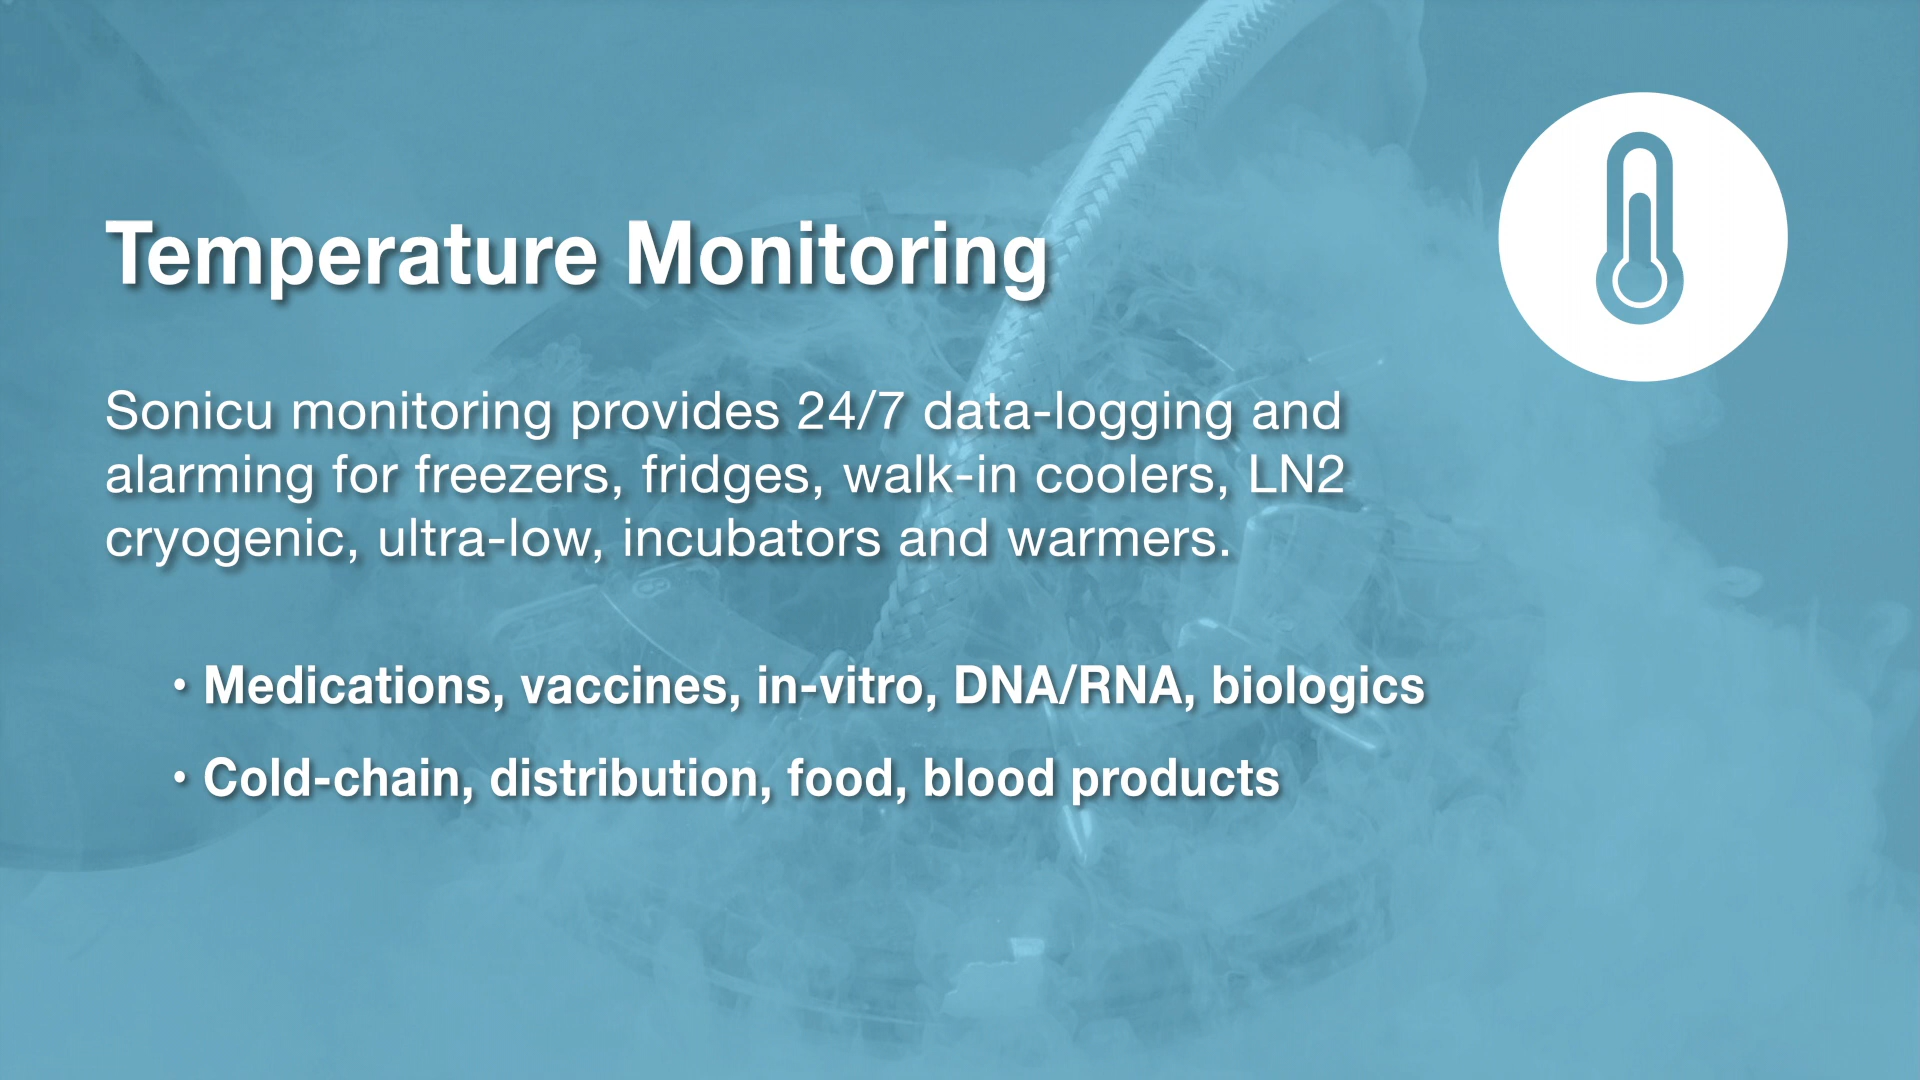 Temperature Monitoring
Sonicu monitoring provides 24/7 data-logging and
alarming for freezers, fridges, walk-in coolers, LN2
cryogenic, ultra-low, incubators and warmers.
• Medications, vaccines, in-vitro, DNA/RNA, biologics
• Cold-chain, distribution, food, blood products